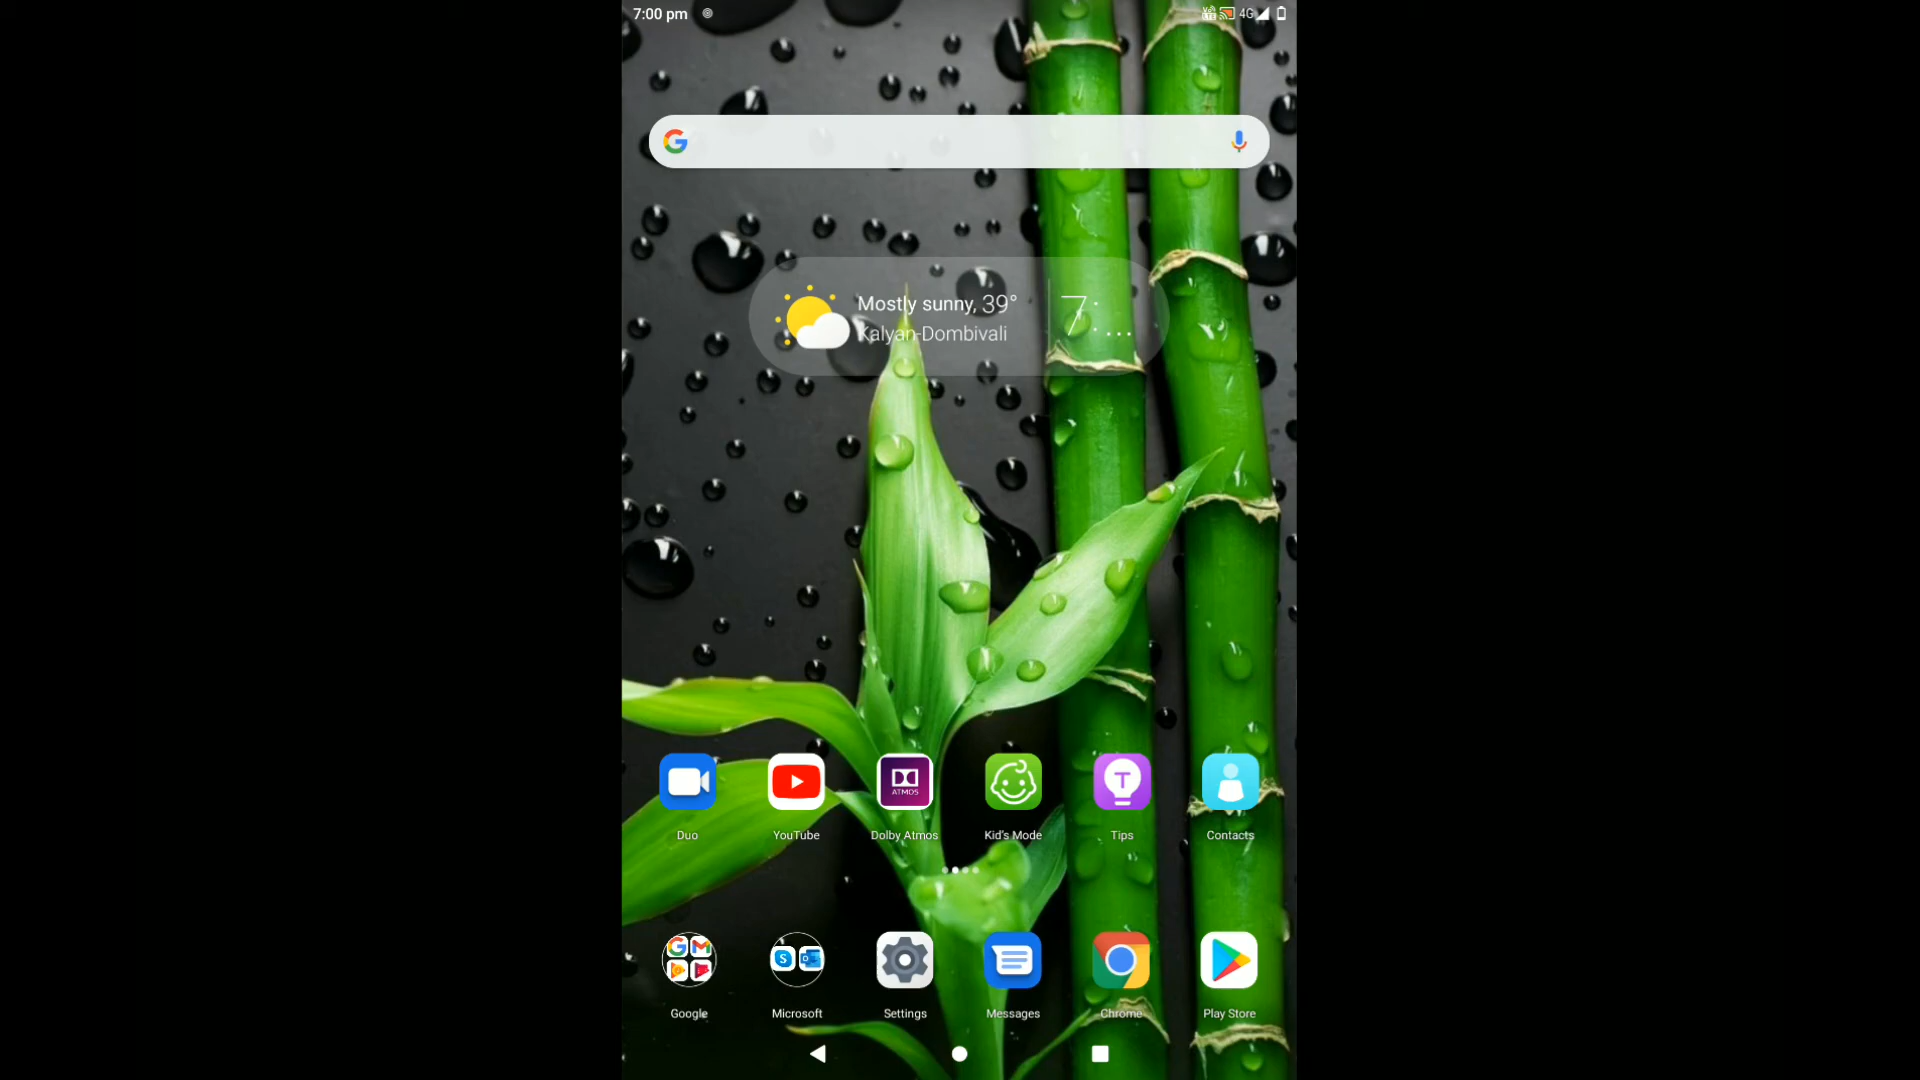 7:00 pm
4G
Mostly sunny, 39°
Kalyan-Dombivali
7:...
Duo
YouTube
ATMOS
Dolby Atmos
Kid's Mode
T
Tips
Contacts
Google
Microsoft
Settings
Messages
Chrome
Play Store